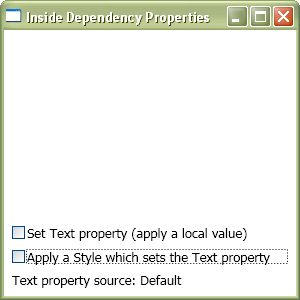 Inside Dependency Properties
Set Text property (apply a local value)
Apply a Style which sets the Text property
Text property source: Default